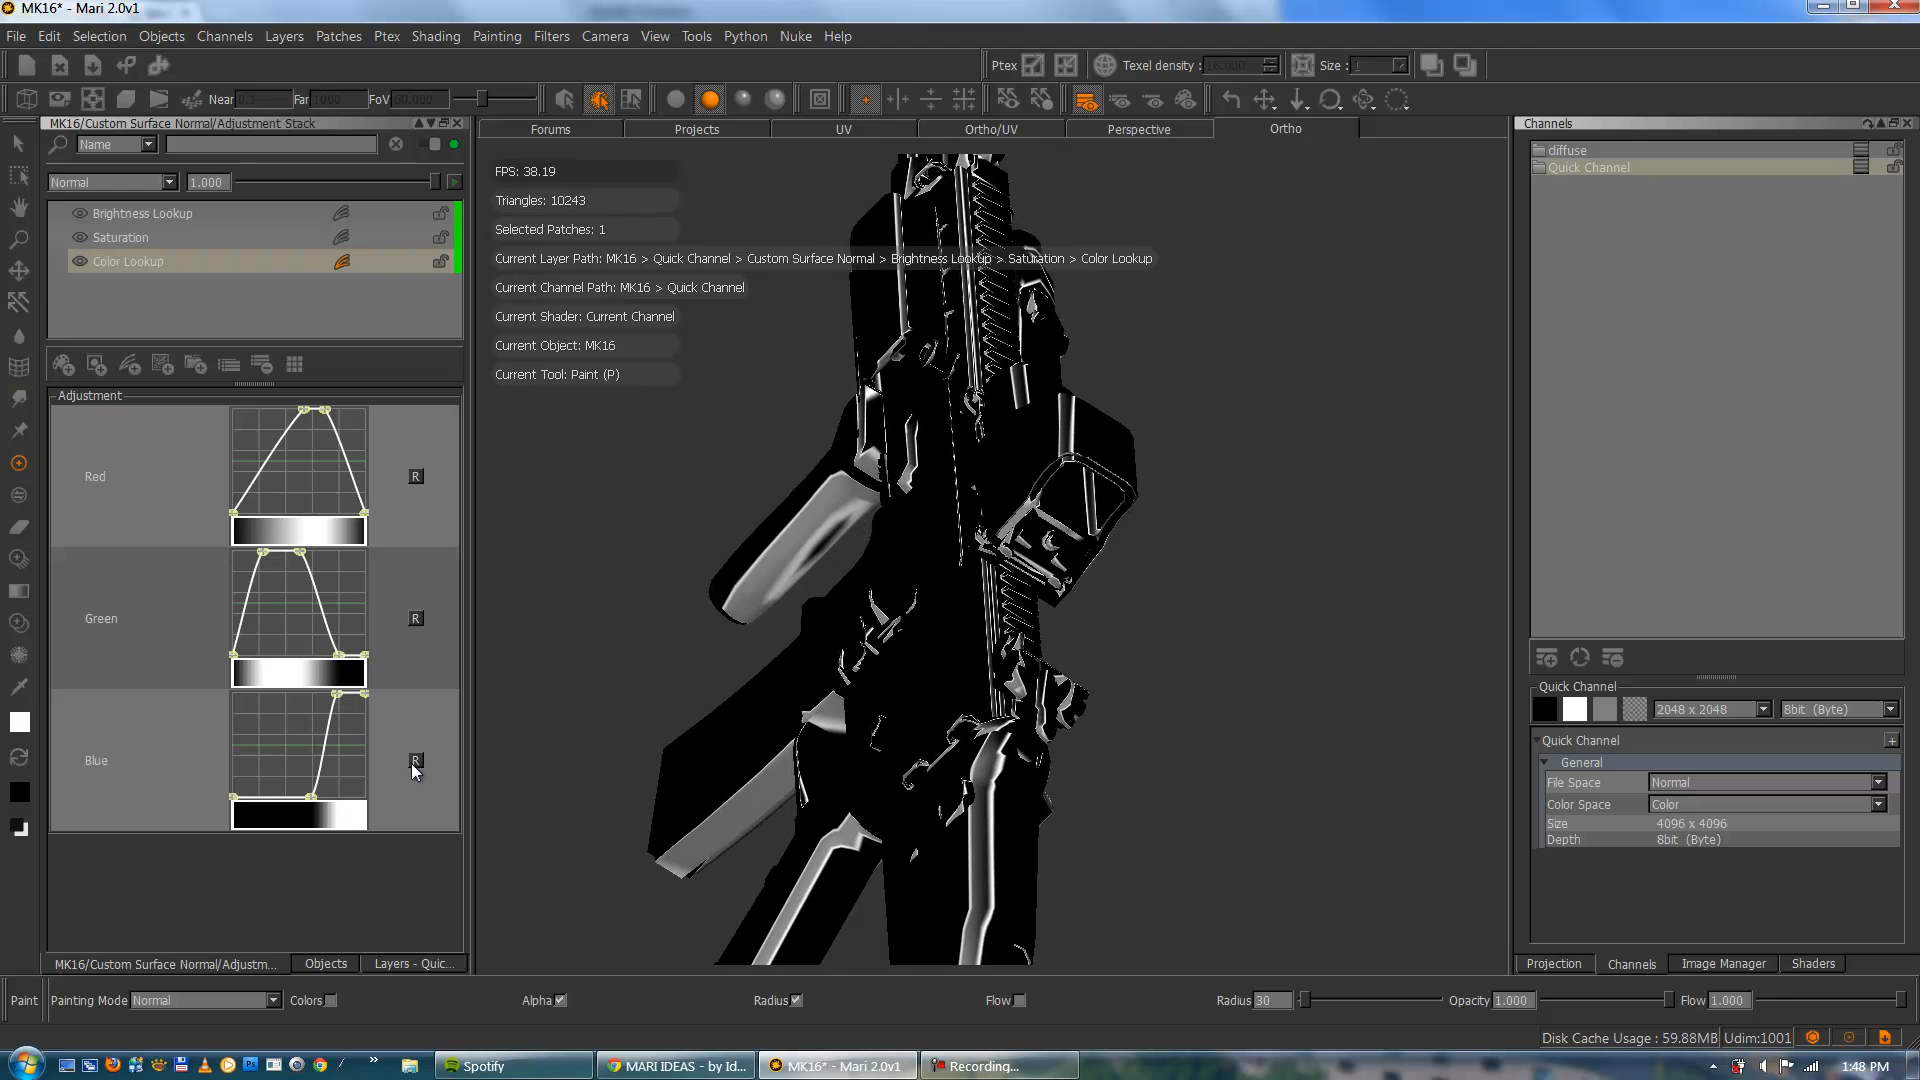 MK16* - Mari 2.0v1
File Edit Selection Objects Channels Layers Patches Ptex Shading Painting Filters Camera View Tools Python Nuke Help
Ptex Texel density : 16.000 Size : 1
Near 0.1 Far 1000 FoV 60.000
MK16/Custom Surface Normal/Adjustment Stack
Name
Normal 1.000
Brightness Lookup
Saturation
Color Lookup
Adjustment
Red R
Green R
Blue R
MK16/Custom Surface Normal/Adjustm... Objects Layers - Quic...
Forums Projects UV Ortho/UV Perspective Ortho
FPS: 38.19
Triangles: 10243
Selected Patches: 1
Current Layer Path: MK16 > Quick Channel > Custom Surface Normal > Brightness Lookup > Saturation > Color Lookup
Current Channel Path: MK16 > Quick Channel
Current Shader: Current Channel
Current Object: MK16
Current Tool: Paint (P)
Channels
diffuse
Quick Channel
Quick Channel
2048 x 2048 8bit (Byte)
Quick Channel
General
File Space Normal
Color Space Color
Size 4096 x 4096
Depth 8bit (Byte)
Projection Channels Image Manager Shaders
Paint Painting Mode Normal Colors Alpha Radius Flow Radius 30 Opacity 1.000 Flow 1.000
Disk Cache Usage : 59.88MB Udim:1001
Spotify MARI IDEAS - by Id... MK16* - Mari 2.0v1 Recording... 1:48 PM